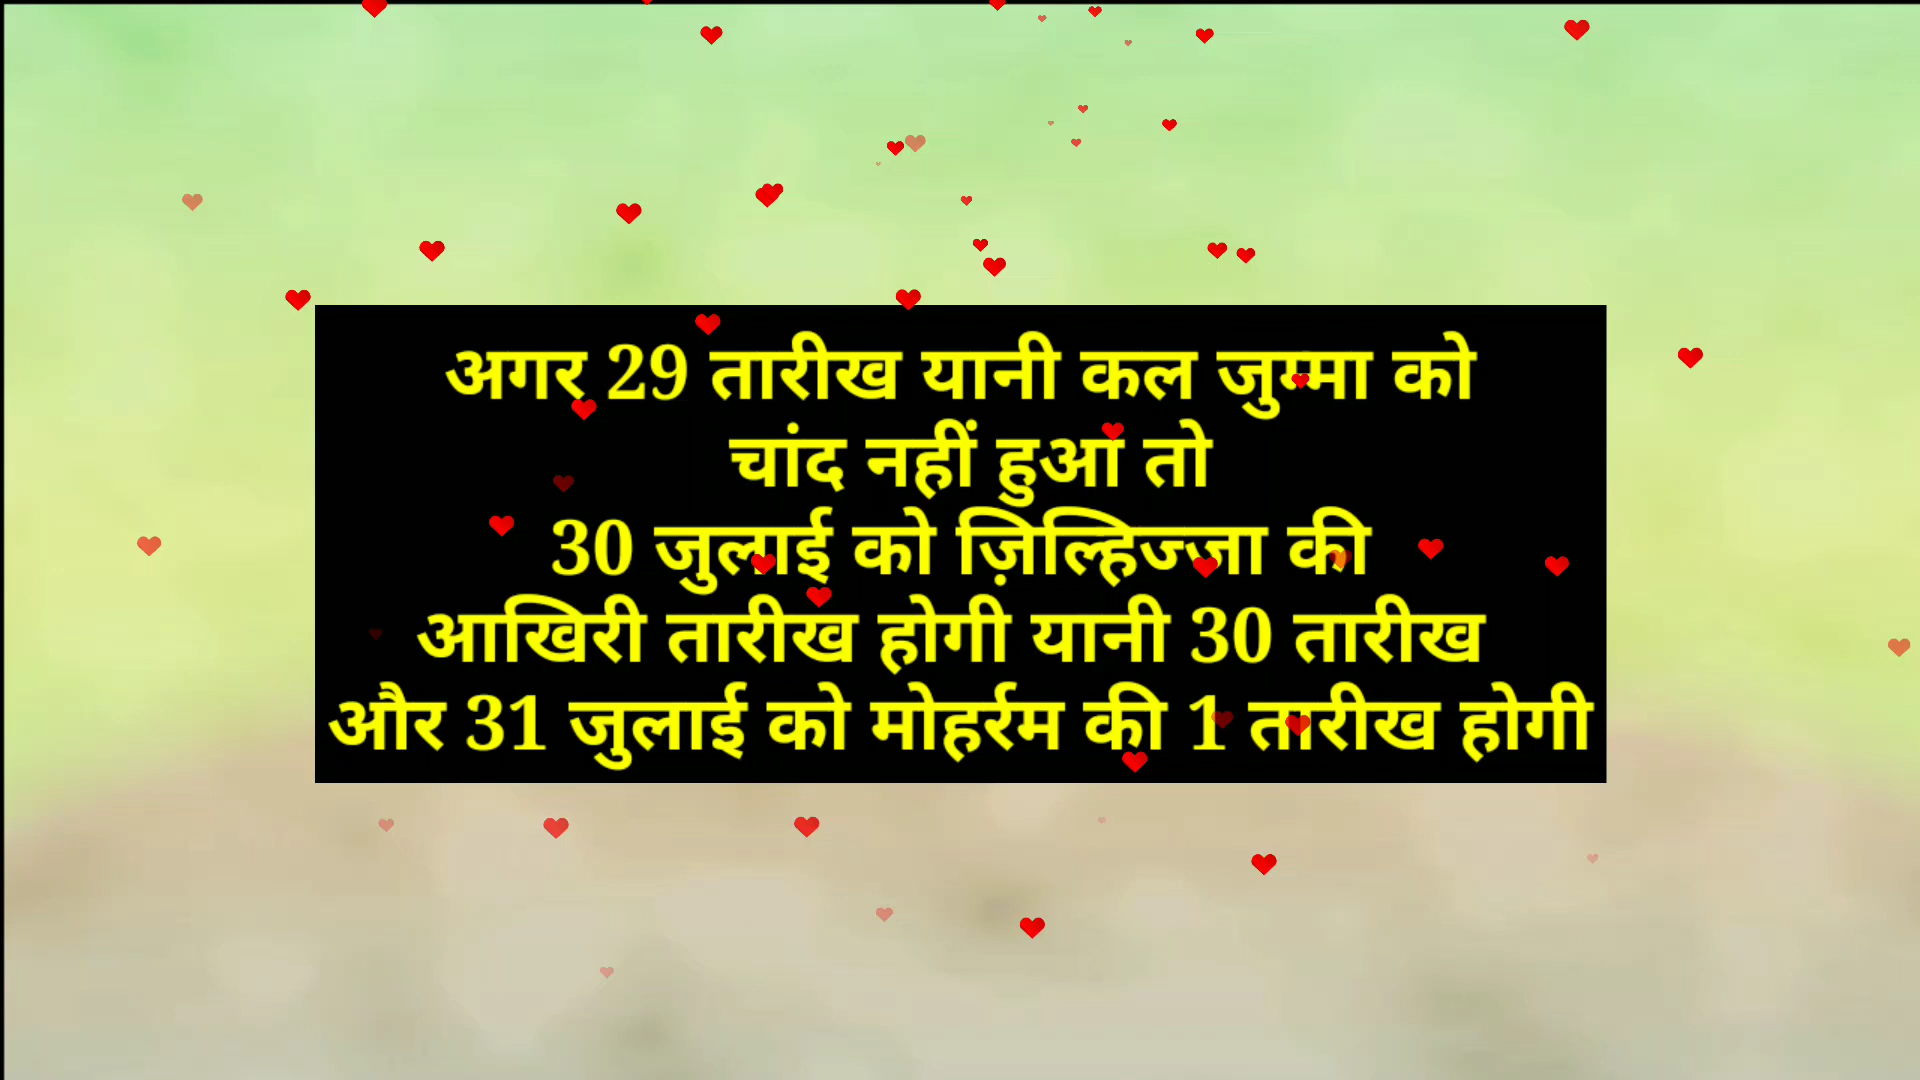 अगर 29 तारीख यानी कल जुम्मा को
चांद नहीं हुआ तो
30 जुलाई को ज़िल्हिज्जा की
आखिरी तारीख होगी यानी 30 तारीख
और 31 जुलाई को मोहर्रम की 1 तारीख होगी